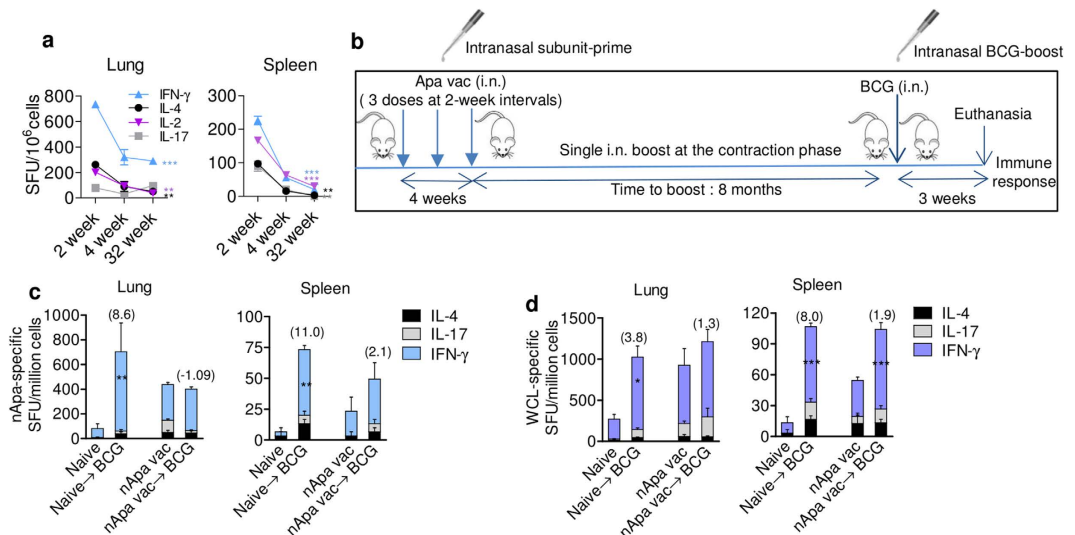 a
Lung
Spleen
SFU/10⁶cells
800
600
400
200
0
IFN-γ
IL-4
IL-2
IL-17
***
**
**
2 week
4 week
32 week
300
200
100
0
***
***
**
2 week
4 week
32 week
b
Intranasal subunit-prime
Intranasal BCG-boost
Apa vac (i.n.)
( 3 doses at 2-week intervals)
BCG (i.n.)
Euthanasia
Single i.n. boost at the contraction phase
Immune
response
Time to boost : 8 months
4 weeks
3 weeks
c
Lung
Spleen
nApa-specific
SFU/million cells
1000
800
600
400
200
0
(8.6)
**
(-1.09)
Naive
Naive→ BCG
nApa vac
nApa vac→ BCG
100
75
50
25
0
(11.0)
**
(2.1)
Naive
Naive→ BCG
nApa vac
nApa vac→ BCG
IL-4
IL-17
IFN-γ
d
Lung
Spleen
WCL-specific
SFU/million cells
1500
1000
500
0
(3.8)
*
(1.3)
Naive
Naive→ BCG
nApa vac
nApa vac→ BCG
120
90
60
30
0
(8.0)
***
(1.9)
***
Naive
Naive→ BCG
nApa vac
nApa vac→ BCG
IL-4
IL-17
IFN-γ